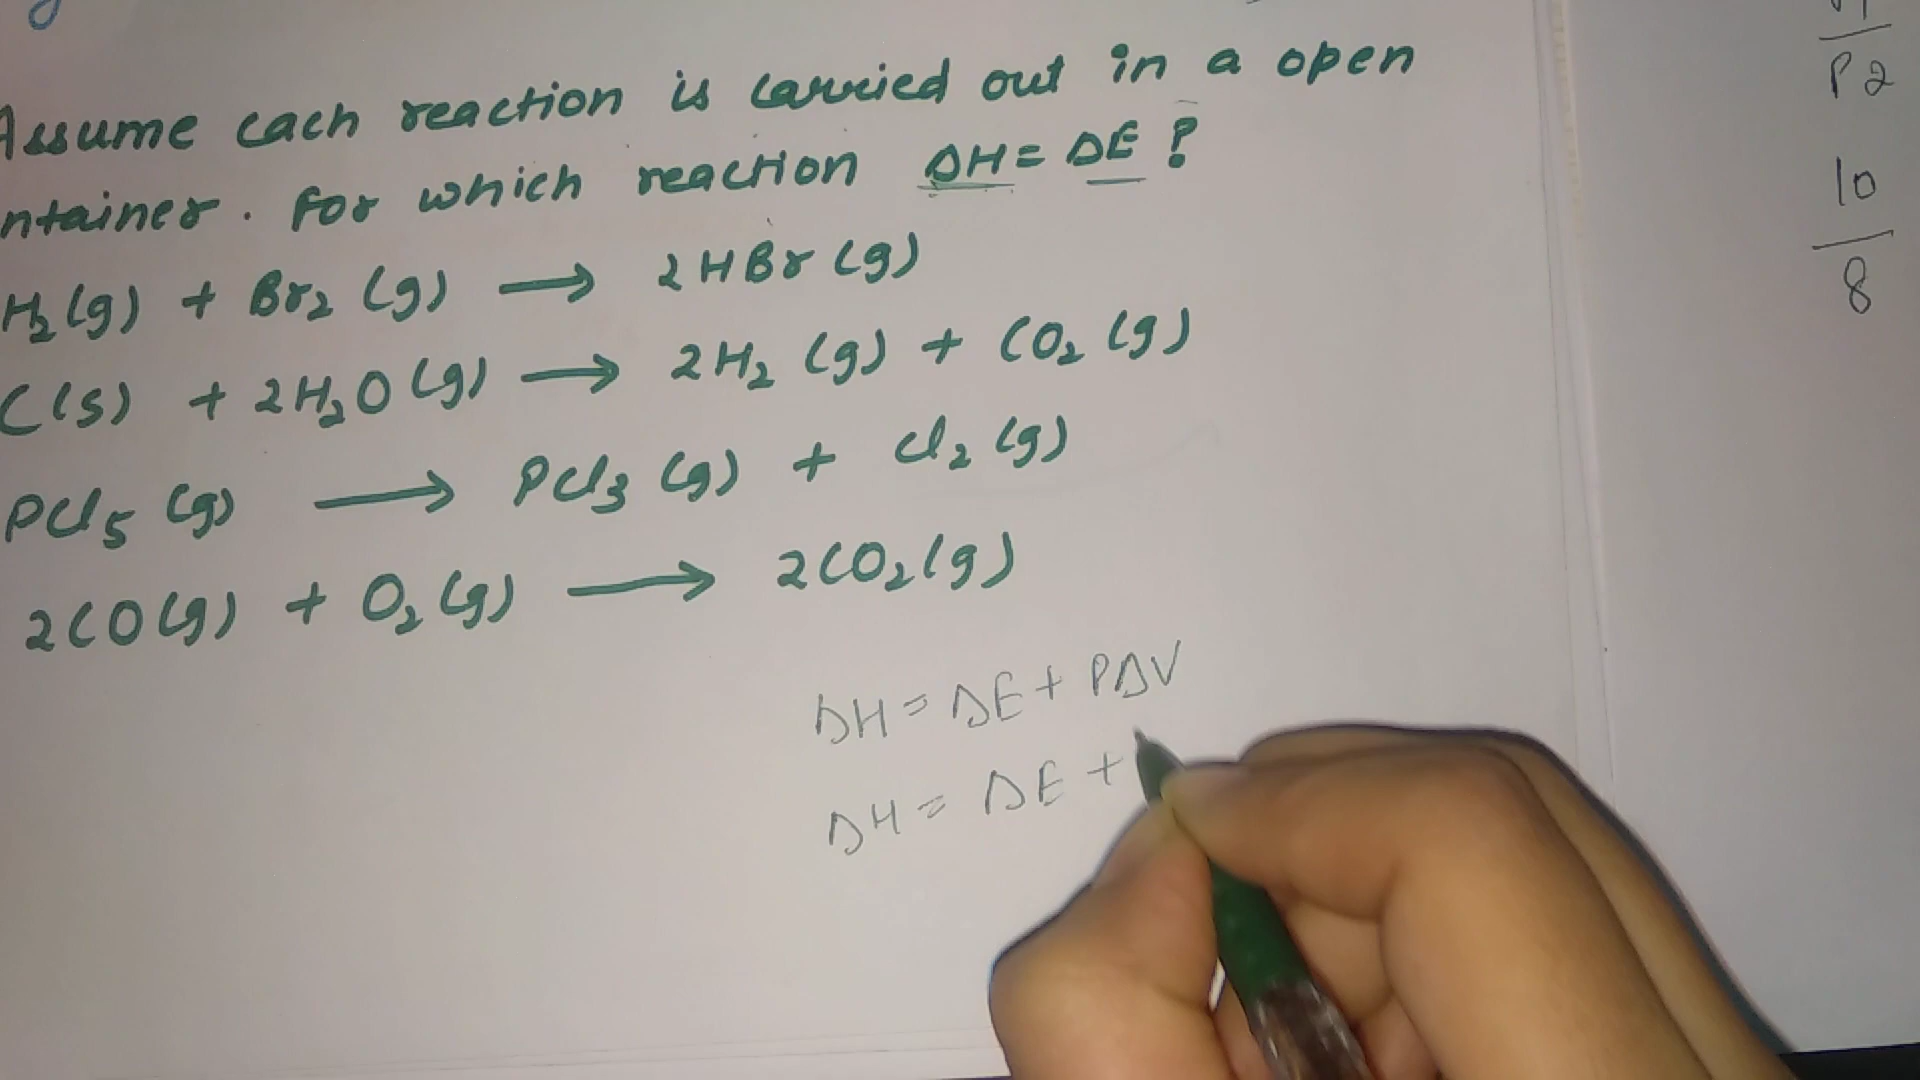 Assume each reaction is carried out in a open
ntainer. For which reaction ΔH = ΔE ?
H₂(g) + Br₂ (g) → 2HBr (g)
C(s) + 2H₂O (g) → 2H₂ (g) + CO₂ (g)
PCl₅ (g) → PCl₃ (g) + Cl₂ (g)
2CO(g) + O₂ (g) → 2CO₂(g)
ΔH = ΔE + PΔV
ΔH = ΔE +
P2
10
8